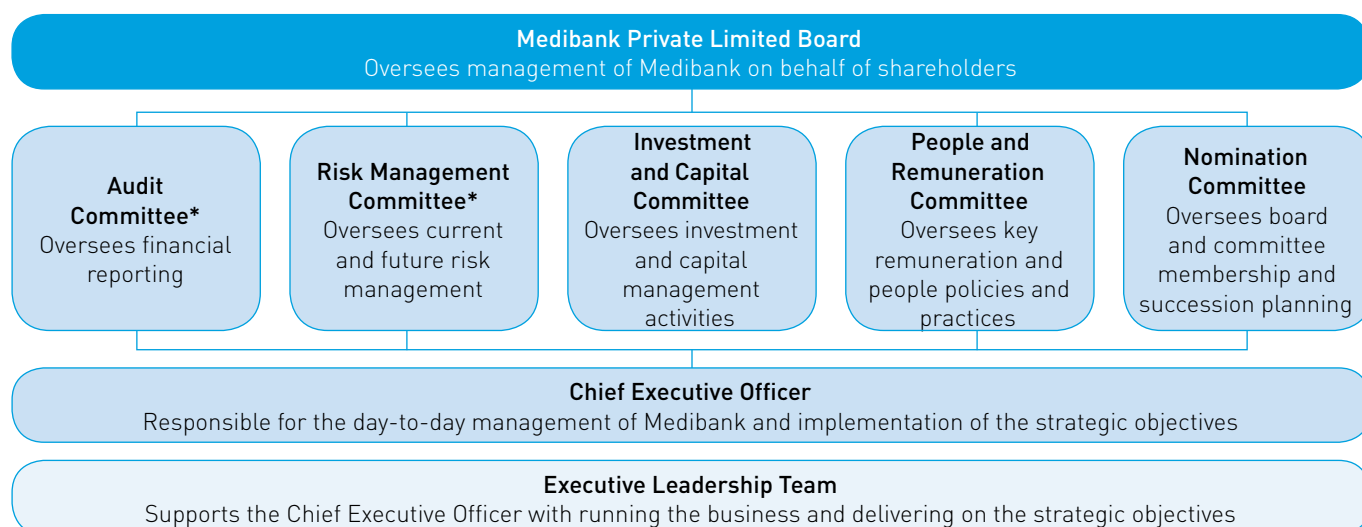 Medibank Private Limited Board
Oversees management of Medibank on behalf of shareholders
Audit
Committee*
Oversees financial
reporting
Risk Management
Committee*
Oversees current
and future risk
management
Investment
and Capital
Committee
Oversees investment
and capital
management
activities
People and
Remuneration
Committee
Oversees key
remuneration and
people policies and
practices
Nomination
Committee
Oversees board
and committee
membership and
succession planning
Chief Executive Officer
Responsible for the day-to-day management of Medibank and implementation of the strategic objectives
Executive Leadership Team
Supports the Chief Executive Officer with running the business and delivering on the strategic objectives